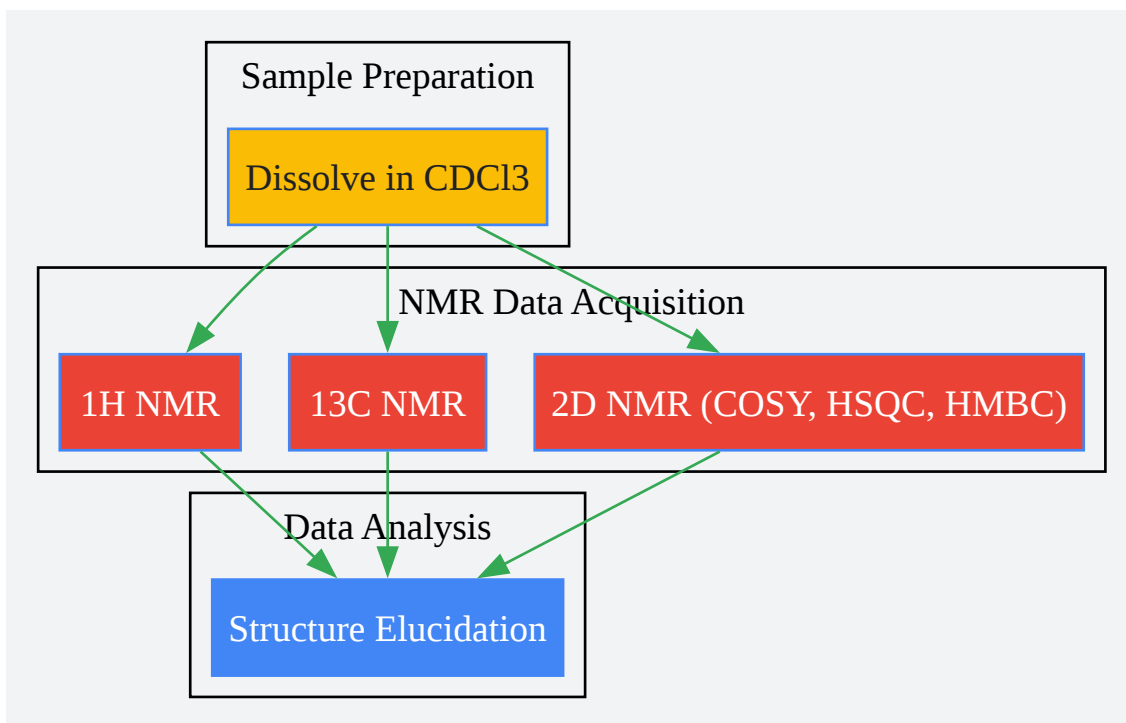 Sample Preparation
Dissolve in CDCl3
NMR Data Acquisition
1H NMR
13C NMR
2D NMR (COSY, HSQC, HMBC)
Data Analysis
Structure Elucidation